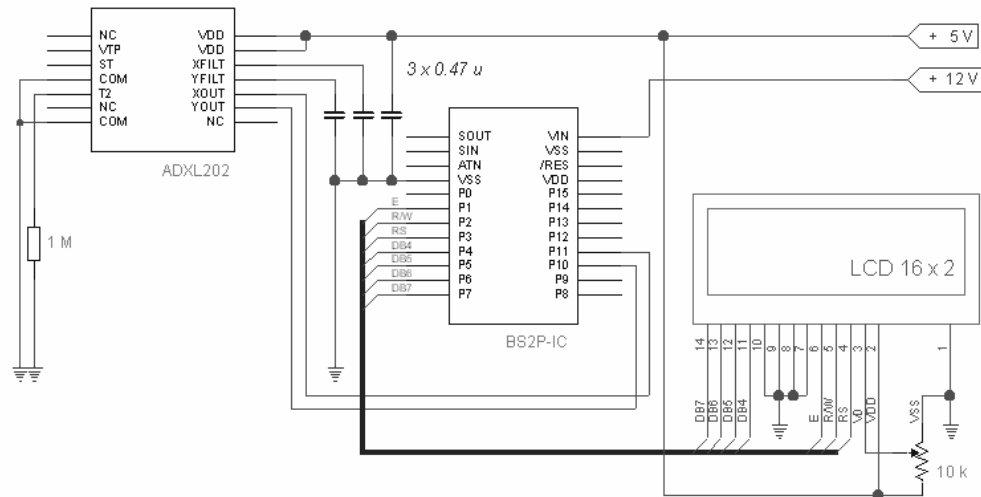 NC VDD
VTP VDD
ST XFILT
COM YFILT
T2 XOUT
NC YOUT
COM NC
ADXL202
1 M
3 x 0.47 u
+ 5 V
+ 12 V
SOUT VIN
SIN VSS
ATN /RES
VSS VDD
P0 P15
P1 P14
P2 P13
P3 P12
P4 P11
P5 P10
P6 P9
P7 P8
BS2P-IC
E
R/W
RS
DB4
DB5
DB6
DB7
LCD 16 x 2
14 13 12 11 10 9 8 7 6 5 4 3 2 1
DB7 DB6 DB5 DB4 E R/W RS V0 VDD VSS
10 k